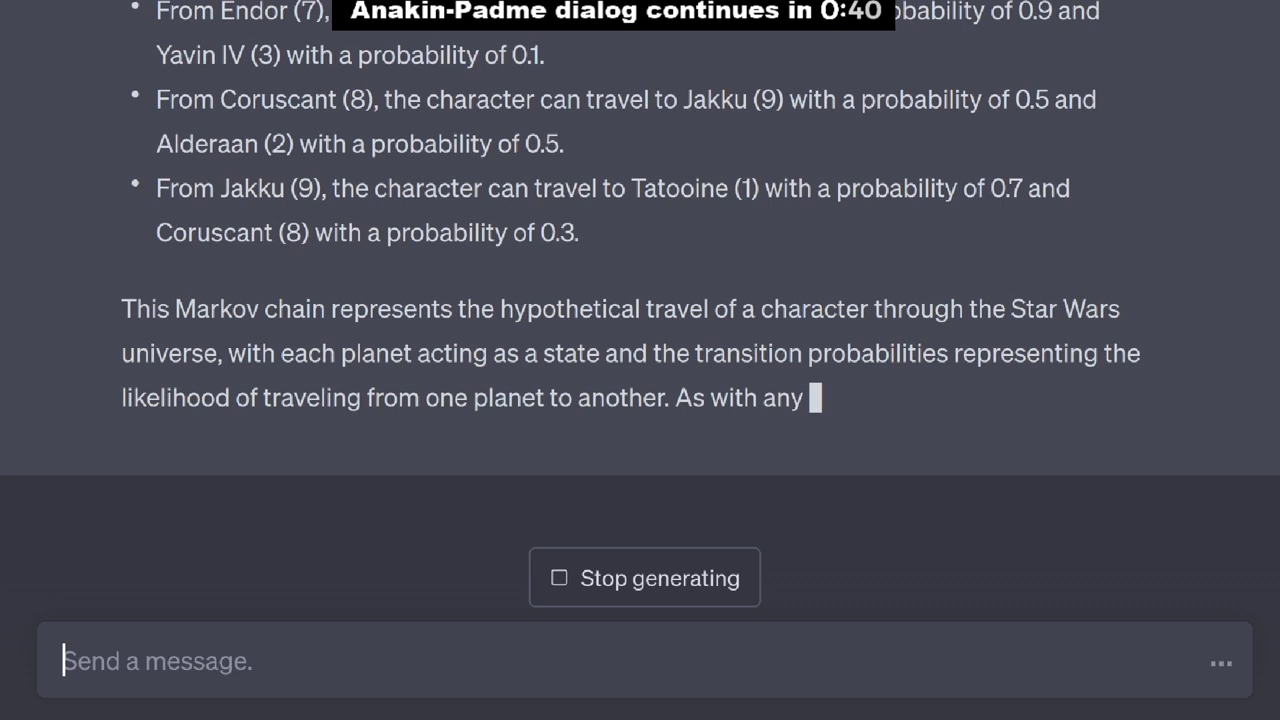 Anakin-Padme dialog continues in 0:40
• From Endor (7), bability of 0.9 and
Yavin IV (3) with a probability of 0.1.
• From Coruscant (8), the character can travel to Jakku (9) with a probability of 0.5 and
Alderaan (2) with a probability of 0.5.
• From Jakku (9), the character can travel to Tatooine (1) with a probability of 0.7 and
Coruscant (8) with a probability of 0.3.
This Markov chain represents the hypothetical travel of a character through the Star Wars
universe, with each planet acting as a state and the transition probabilities representing the
likelihood of traveling from one planet to another. As with any
Stop generating
Send a message.